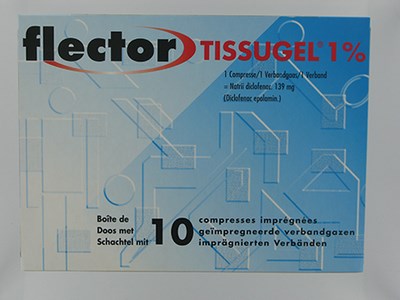 flector TISSUGEL® 1%
1 Compresse/1 Verbandgaas/1 Verband
= Natrii diclofenac. 139 mg
(Diclofenac epolamin.)
Boîte de
Doos met
Schachtel mit
10
compresses imprégnées
geïmpregneerde verbandgazen
imprägnierten Verbänden